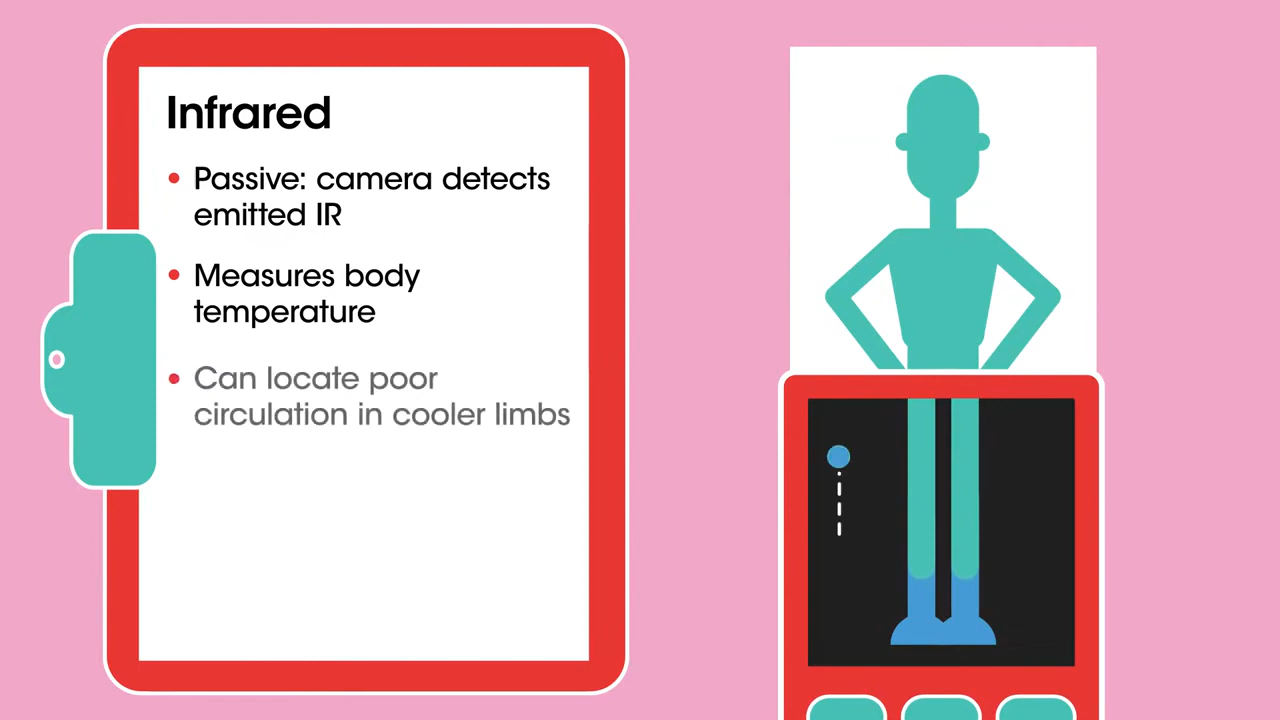 Infrared
• Passive: camera detects
emitted IR
• Measures body
temperature
• Can locate poor
circulation in cooler limbs